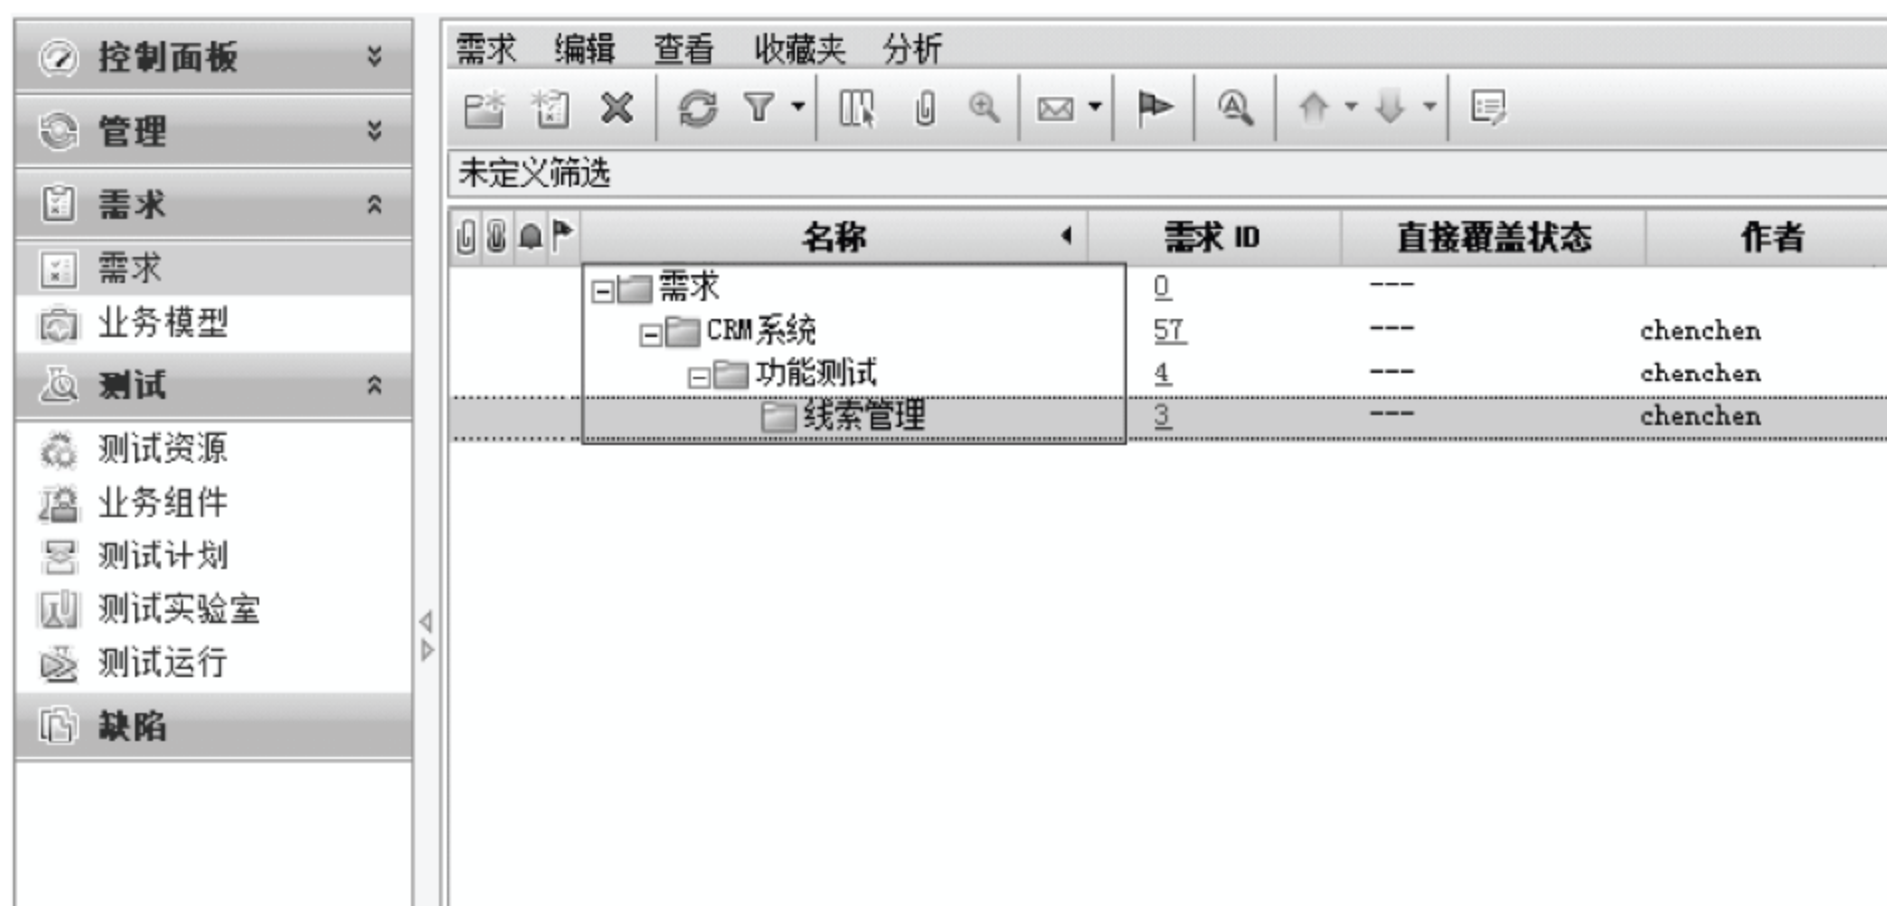 控制面板
管理
需求
需求
业务模型
测试
测试资源
业务组件
测试计划
测试实验室
测试运行
缺陷
需求 编辑 查看 收藏夹 分析
未定义筛选
名称 需求 ID 直接覆盖状态 作者
需求 0 ---
CRM系统 57 --- chenchen
功能测试 4 --- chenchen
线索管理 3 --- chenchen